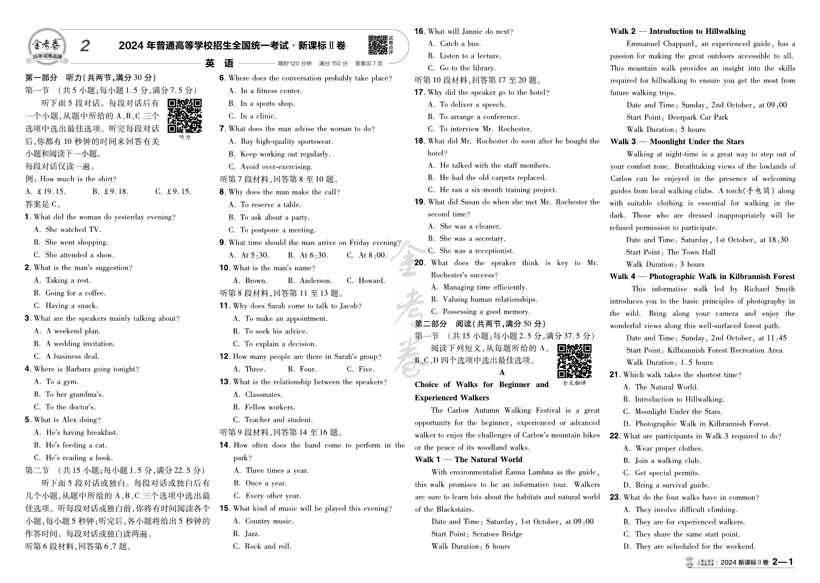 金考卷
2
2024 年普通高等学校招生全国统一考试·新课标Ⅱ卷
英 语
限时 120 分钟 满分 150 分 答案见 7 页
第一部分 听力(共两节,满分 30 分)
第一节 (共 5 小题;每小题 1.5 分,满分 7.5 分)
听下面 5 段对话。每段对话后有
一个小题,从题中所给的 A、B、C 三个
选项中选出最佳选项。听完每段对话
后,你都有 10 秒钟的时间来回答有关
听力
小题和阅读下一小题。
每段对话仅读一遍。
例:How much is the shirt?
A. £19.15. B. £9.18. C. £9.15.
答案是 C。
1. What did the woman do yesterday evening?
A. She watched TV.
B. She went shopping.
C. She attended a show.
2. What is the man's suggestion?
A. Taking a rest.
B. Going for a coffee.
C. Having a snack.
3. What are the speakers mainly talking about?
A. A weekend plan.
B. A wedding invitation.
C. A business deal.
4. Where is Barbara going tonight?
A. To a gym.
B. To her grandma's.
C. To the doctor's.
5. What is Alex doing?
A. He's having breakfast.
B. He's feeding a cat.
C. He's reading a book.
第二节 (共 15 小题;每小题 1.5 分,满分 22.5 分)
听下面 5 段对话或独白。每段对话或独白后有
几个小题,从题中所给的 A、B、C 三个选项中选出最
佳选项。听每段对话或独白前,你将有时间阅读各个
小题,每小题 5 秒钟;听完后,各小题将给出 5 秒钟的
作答时间。每段对话或独白读两遍。
听第 6 段材料,回答第 6、7 题。
6. Where does the conversation probably take place?
A. In a fitness center.
B. In a sports shop.
C. In a clinic.
7. What does the man advise the woman to do?
A. Buy high-quality sportswear.
B. Keep working out regularly.
C. Avoid over-exercising.
听第 7 段材料,回答第 8 至 10 题。
8. Why does the man make the call?
A. To reserve a table.
B. To ask about a party.
C. To postpone a meeting.
9. What time should the man arrive on Friday evening?
A. At 5:30. B. At 6:30. C. At 8:00.
10. What is the man's name?
A. Brown. B. Anderson. C. Howard.
听第 8 段材料,回答第 11 至 13 题。
11. Why does Sarah come to talk to Jacob?
A. To make an appointment.
B. To seek his advice.
C. To explain a decision.
12. How many people are there in Sarah's group?
A. Three. B. Four. C. Five.
13. What is the relationship between the speakers?
A. Classmates.
B. Fellow workers.
C. Teacher and student.
听第 9 段材料,回答第 14 至 16 题。
14. How often does the band come to perform in the
park?
A. Three times a year.
B. Once a year.
C. Every other year.
15. What kind of music will be played this evening?
A. Country music.
B. Jazz.
C. Rock and roll.
16. What will Jannie do next?
A. Catch a bus.
B. Listen to a lecture.
C. Go to the library.
听第 10 段材料,回答第 17 至 20 题。
17. Why did the speaker go to the hotel?
A. To deliver a speech.
B. To arrange a conference.
C. To interview Mr. Rochester.
18. What did Mr. Rochester do soon after he bought the
hotel?
A. He talked with the staff members.
B. He had the old carpets replaced.
C. He ran a six-month training project.
19. What did Susan do when she met Mr. Rochester the
second time?
A. She was a cleaner.
B. She was a secretary.
C. She was a receptionist.
20. What does the speaker think is key to Mr.
Rochester's success?
A. Managing time efficiently.
B. Valuing human relationships.
C. Possessing a good memory.
第二部分 阅读(共两节,满分 50 分)
第一节 (共 15 小题;每小题 2.5 分,满分 37.5 分)
阅读下列短文,从每题所给的 A、
B、C、D 四个选项中选出最佳选项。
A
全文翻译
Choice of Walks for Beginner and
Experienced Walkers
The Carlow Autumn Walking Festival is a great
opportunity for the beginner, experienced or advanced
walker to enjoy the challenges of Carlow's mountain hikes
or the peace of its woodland walks.
Walk 1 — The Natural World
With environmentalist Éanna Lamhna as the guide,
this walk promises to be an informative tour. Walkers
are sure to learn lots about the habitats and natural world
of the Blackstairs.
Date and Time: Saturday, 1st October, at 09:00
Start Point: Scratoes Bridge
Walk Duration: 6 hours
Walk 2 — Introduction to Hillwalking
Emmanuel Chappard, an experienced guide, has a
passion for making the great outdoors accessible to all.
This mountain walk provides an insight into the skills
required for hillwalking to ensure you get the most from
future walking trips.
Date and Time: Sunday, 2nd October, at 09:00
Start Point: Deerpark Car Park
Walk Duration: 5 hours
Walk 3 — Moonlight Under the Stars
Walking at night-time is a great way to step out of
your comfort zone. Breathtaking views of the lowlands of
Carlow can be enjoyed in the presence of welcoming
guides from local walking clubs. A torch(手电筒) along
with suitable clothing is essential for walking in the
dark. Those who are dressed inappropriately will be
refused permission to participate.
Date and Time: Saturday, 1st October, at 18:30
Start Point: The Town Hall
Walk Duration: 3 hours
Walk 4 — Photographic Walk in Kilbrannish Forest
This informative walk led by Richard Smyth
introduces you to the basic principles of photography in
the wild. Bring along your camera and enjoy the
wonderful views along this well-surfaced forest path.
Date and Time: Sunday, 2nd October, at 11:45
Start Point: Kilbrannish Forest Recreation Area
Walk Duration: 1.5 hours
21. Which walk takes the shortest time?
A. The Natural World.
B. Introduction to Hillwalking.
C. Moonlight Under the Stars.
D. Photographic Walk in Kilbrannish Forest.
22. What are participants in Walk 3 required to do?
A. Wear proper clothes.
B. Join a walking club.
C. Get special permits.
D. Bring a survival guide.
23. What do the four walks have in common?
A. They involve difficult climbing.
B. They are for experienced walkers.
C. They share the same start point.
D. They are scheduled for the weekend.
2024 新课标Ⅱ卷 2—1
金考卷